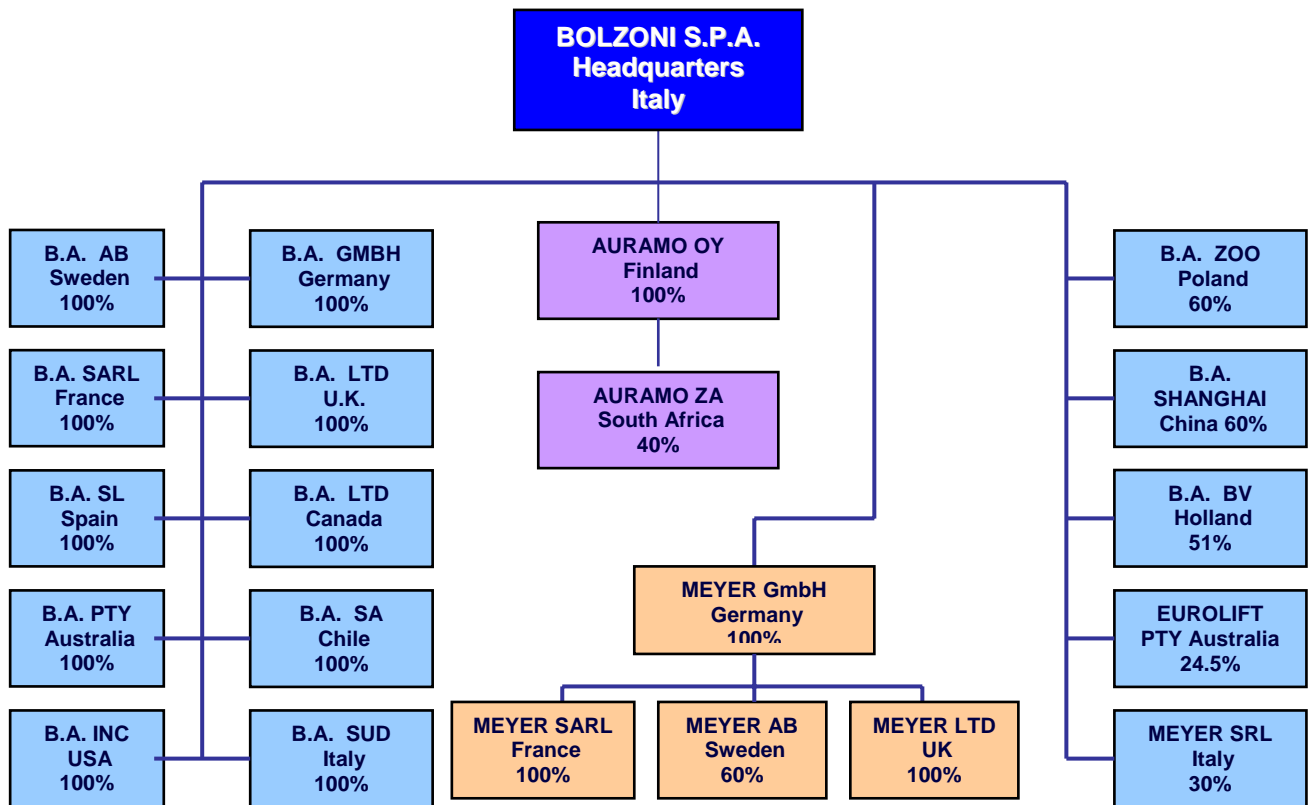 BOLZONI S.P.A.
Headquarters
Italy
B.A. AB
Sweden
100%
B.A. GMBH
Germany
100%
AURAMO OY
Finland
100%
B.A. ZOO
Poland
60%
B.A. SARL
France
100%
B.A. LTD
U.K.
100%
AURAMO ZA
South Africa
40%
B.A.
SHANGHAI
China 60%
B.A. SL
Spain
100%
B.A. LTD
Canada
100%
B.A. BV
Holland
51%
MEYER GmbH
Germany
100%
B.A. PTY
Australia
100%
B.A. SA
Chile
100%
EUROLIFT
PTY Australia
24.5%
B.A. INC
USA
100%
B.A. SUD
Italy
100%
MEYER SARL
France
100%
MEYER AB
Sweden
60%
MEYER LTD
UK
100%
MEYER SRL
Italy
30%